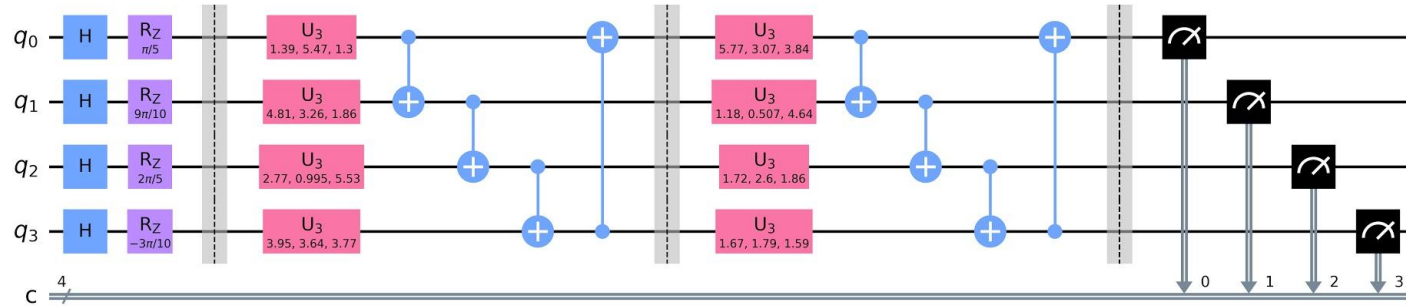 q0 H RZ π/5 U3 1.39, 5.47, 1.3 U3 5.77, 3.07, 3.84
q1 H RZ 9π/10 U3 4.81, 3.26, 1.86 U3 1.18, 0.507, 4.64
q2 H RZ 2π/5 U3 2.77, 0.995, 5.53 U3 1.72, 2.6, 1.86
q3 H RZ −3π/10 U3 3.95, 3.64, 3.77 U3 1.67, 1.79, 1.59
c 4 0 1 2 3